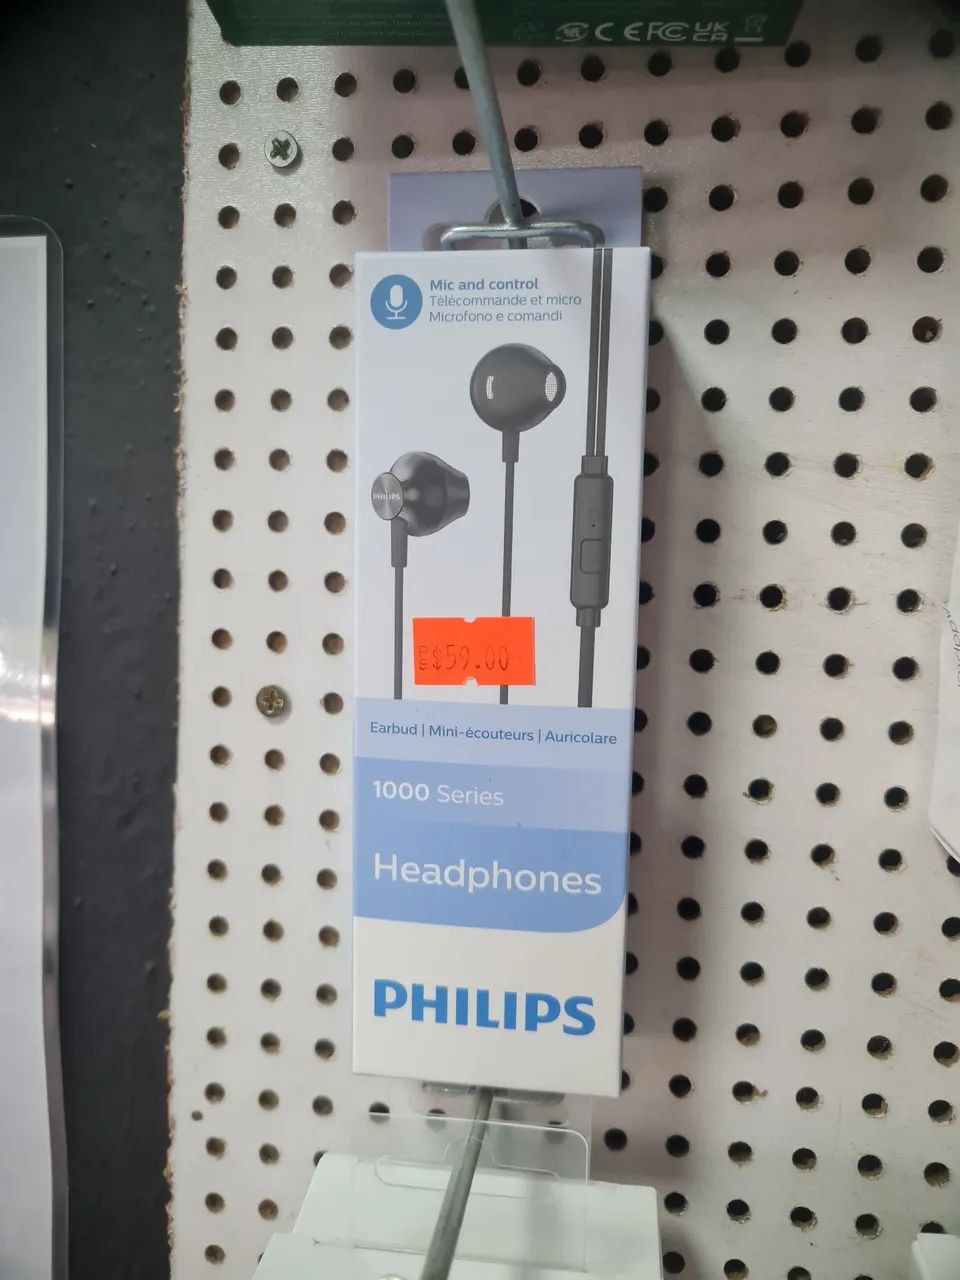 CE FC UK CA
Mic and control
Télécommande et micro
Microfono e comandi
PHILIPS
$59.00
Earbud | Mini-écouteurs | Auricolare
1000 Series
Headphones
PHILIPS